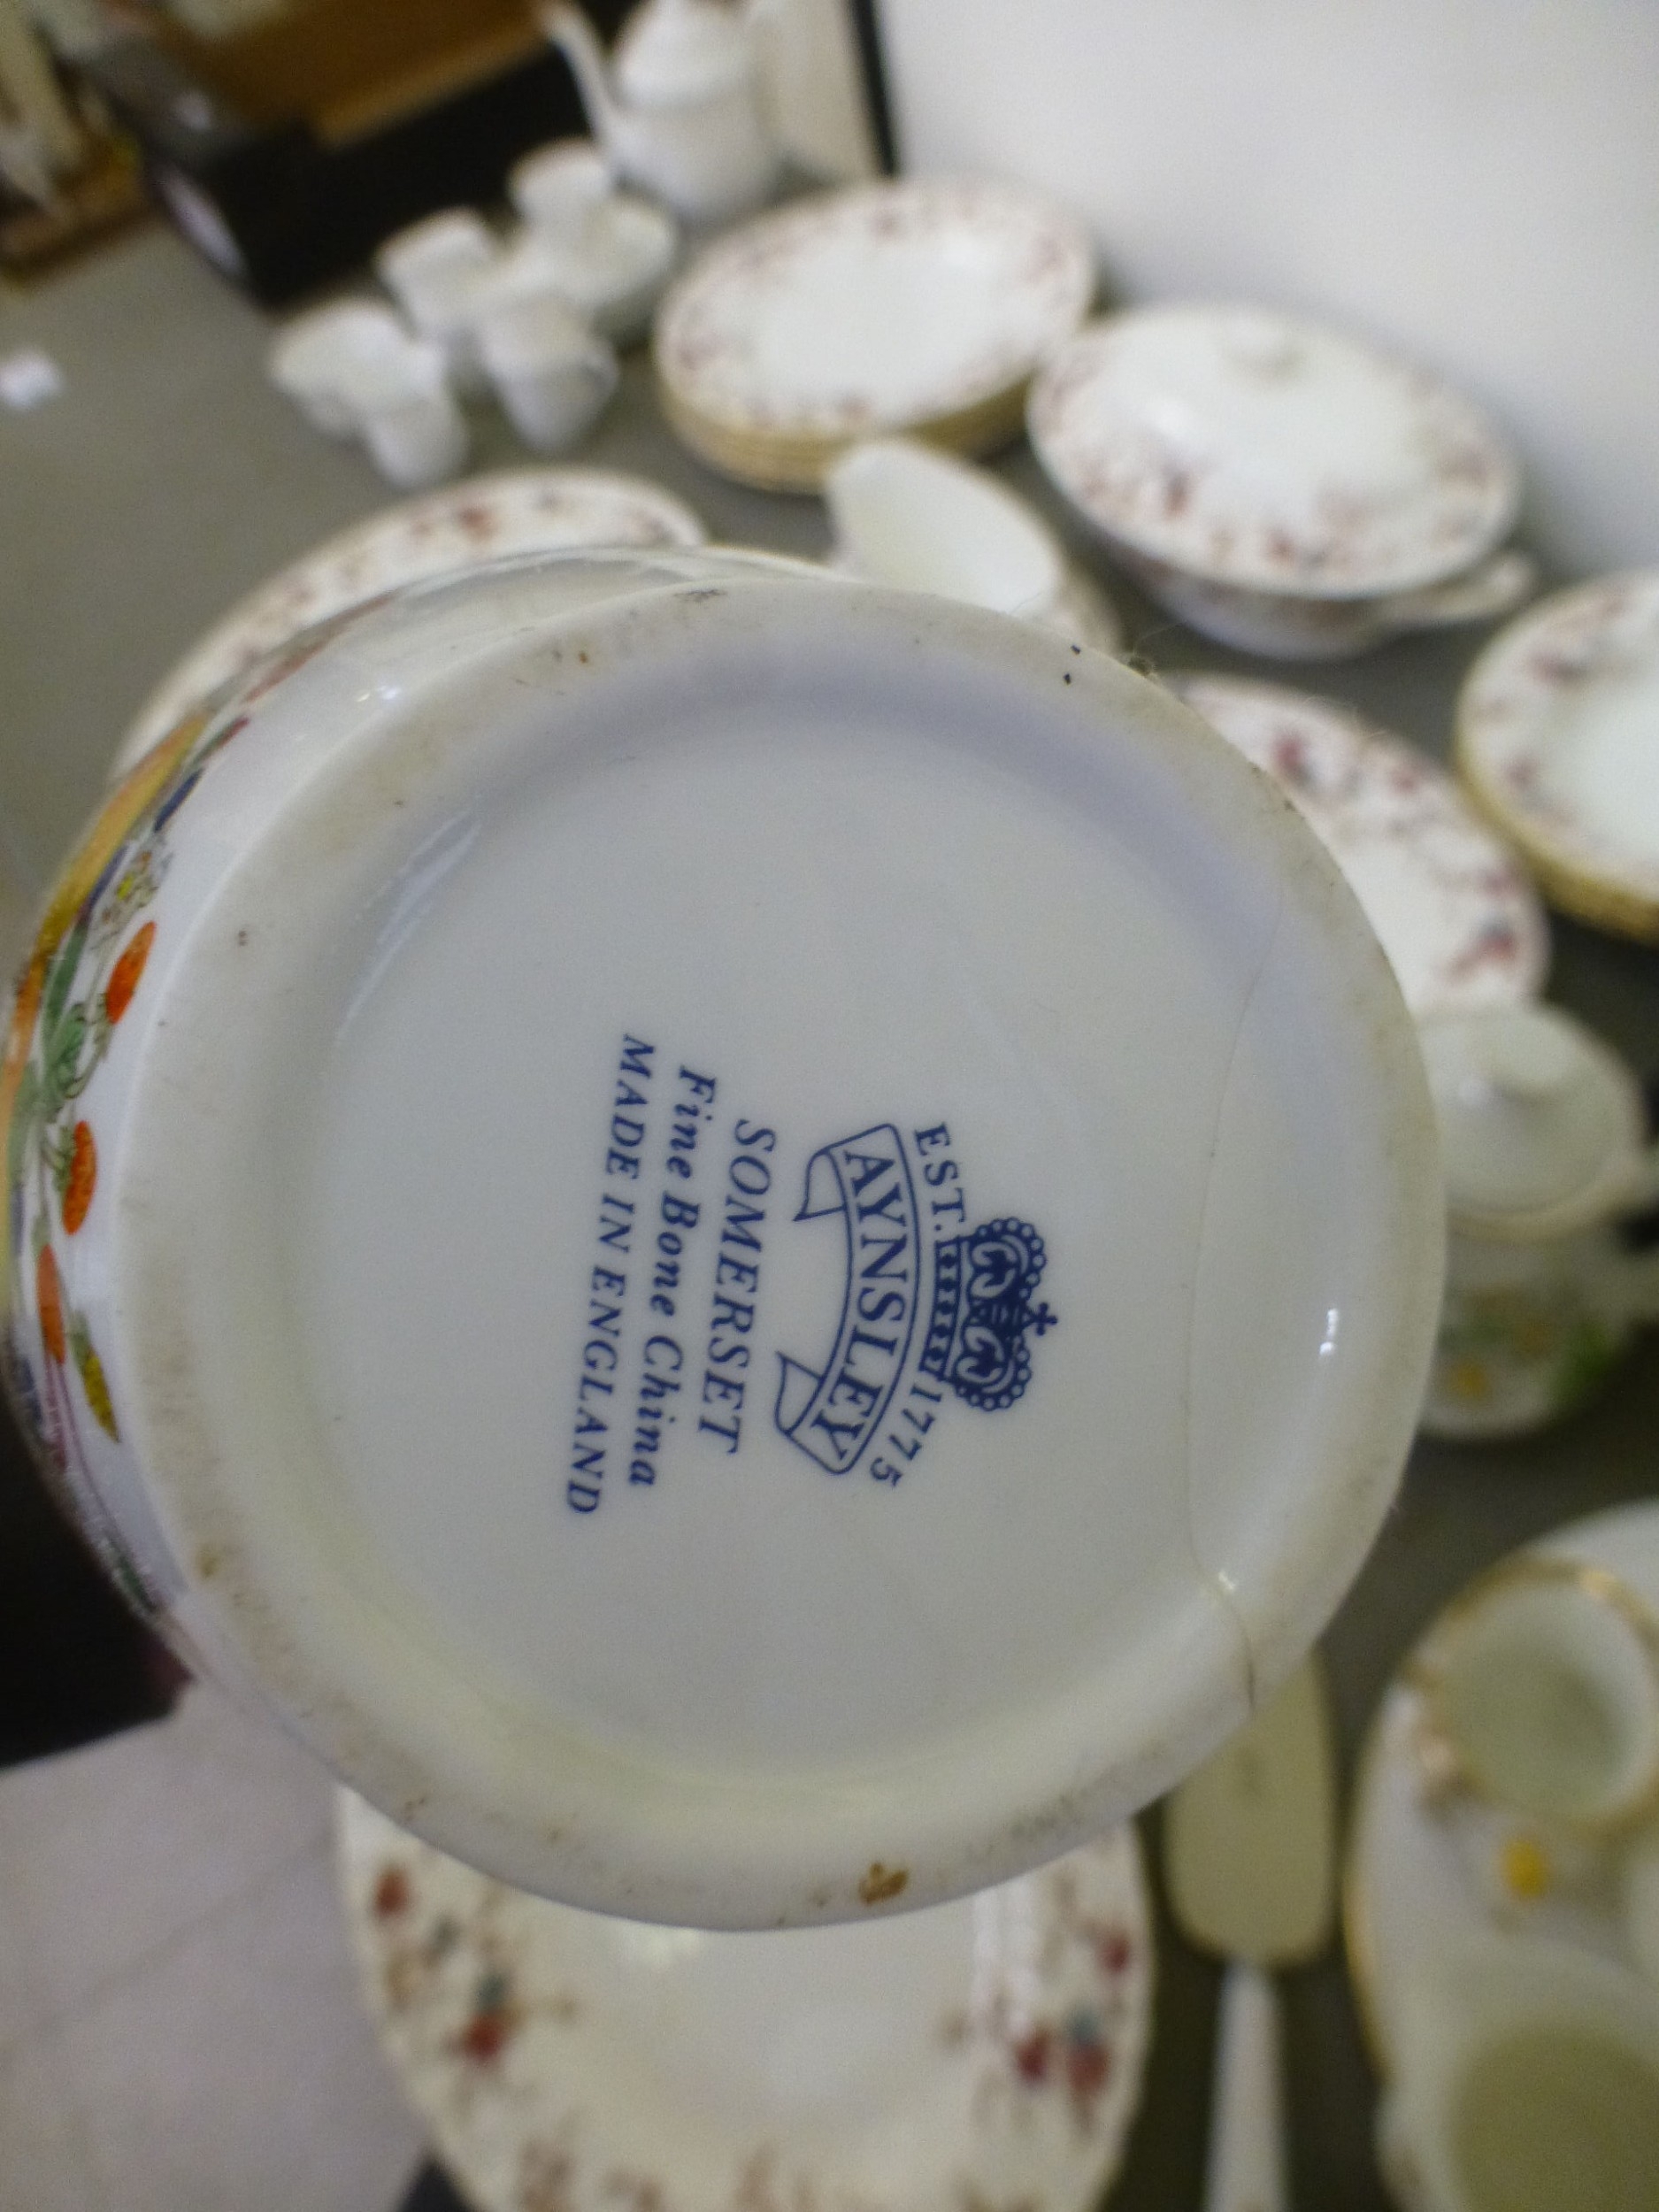 EST. 1775
AYNSLEY
SOMERSET
Fine Bone China
MADE IN ENGLAND